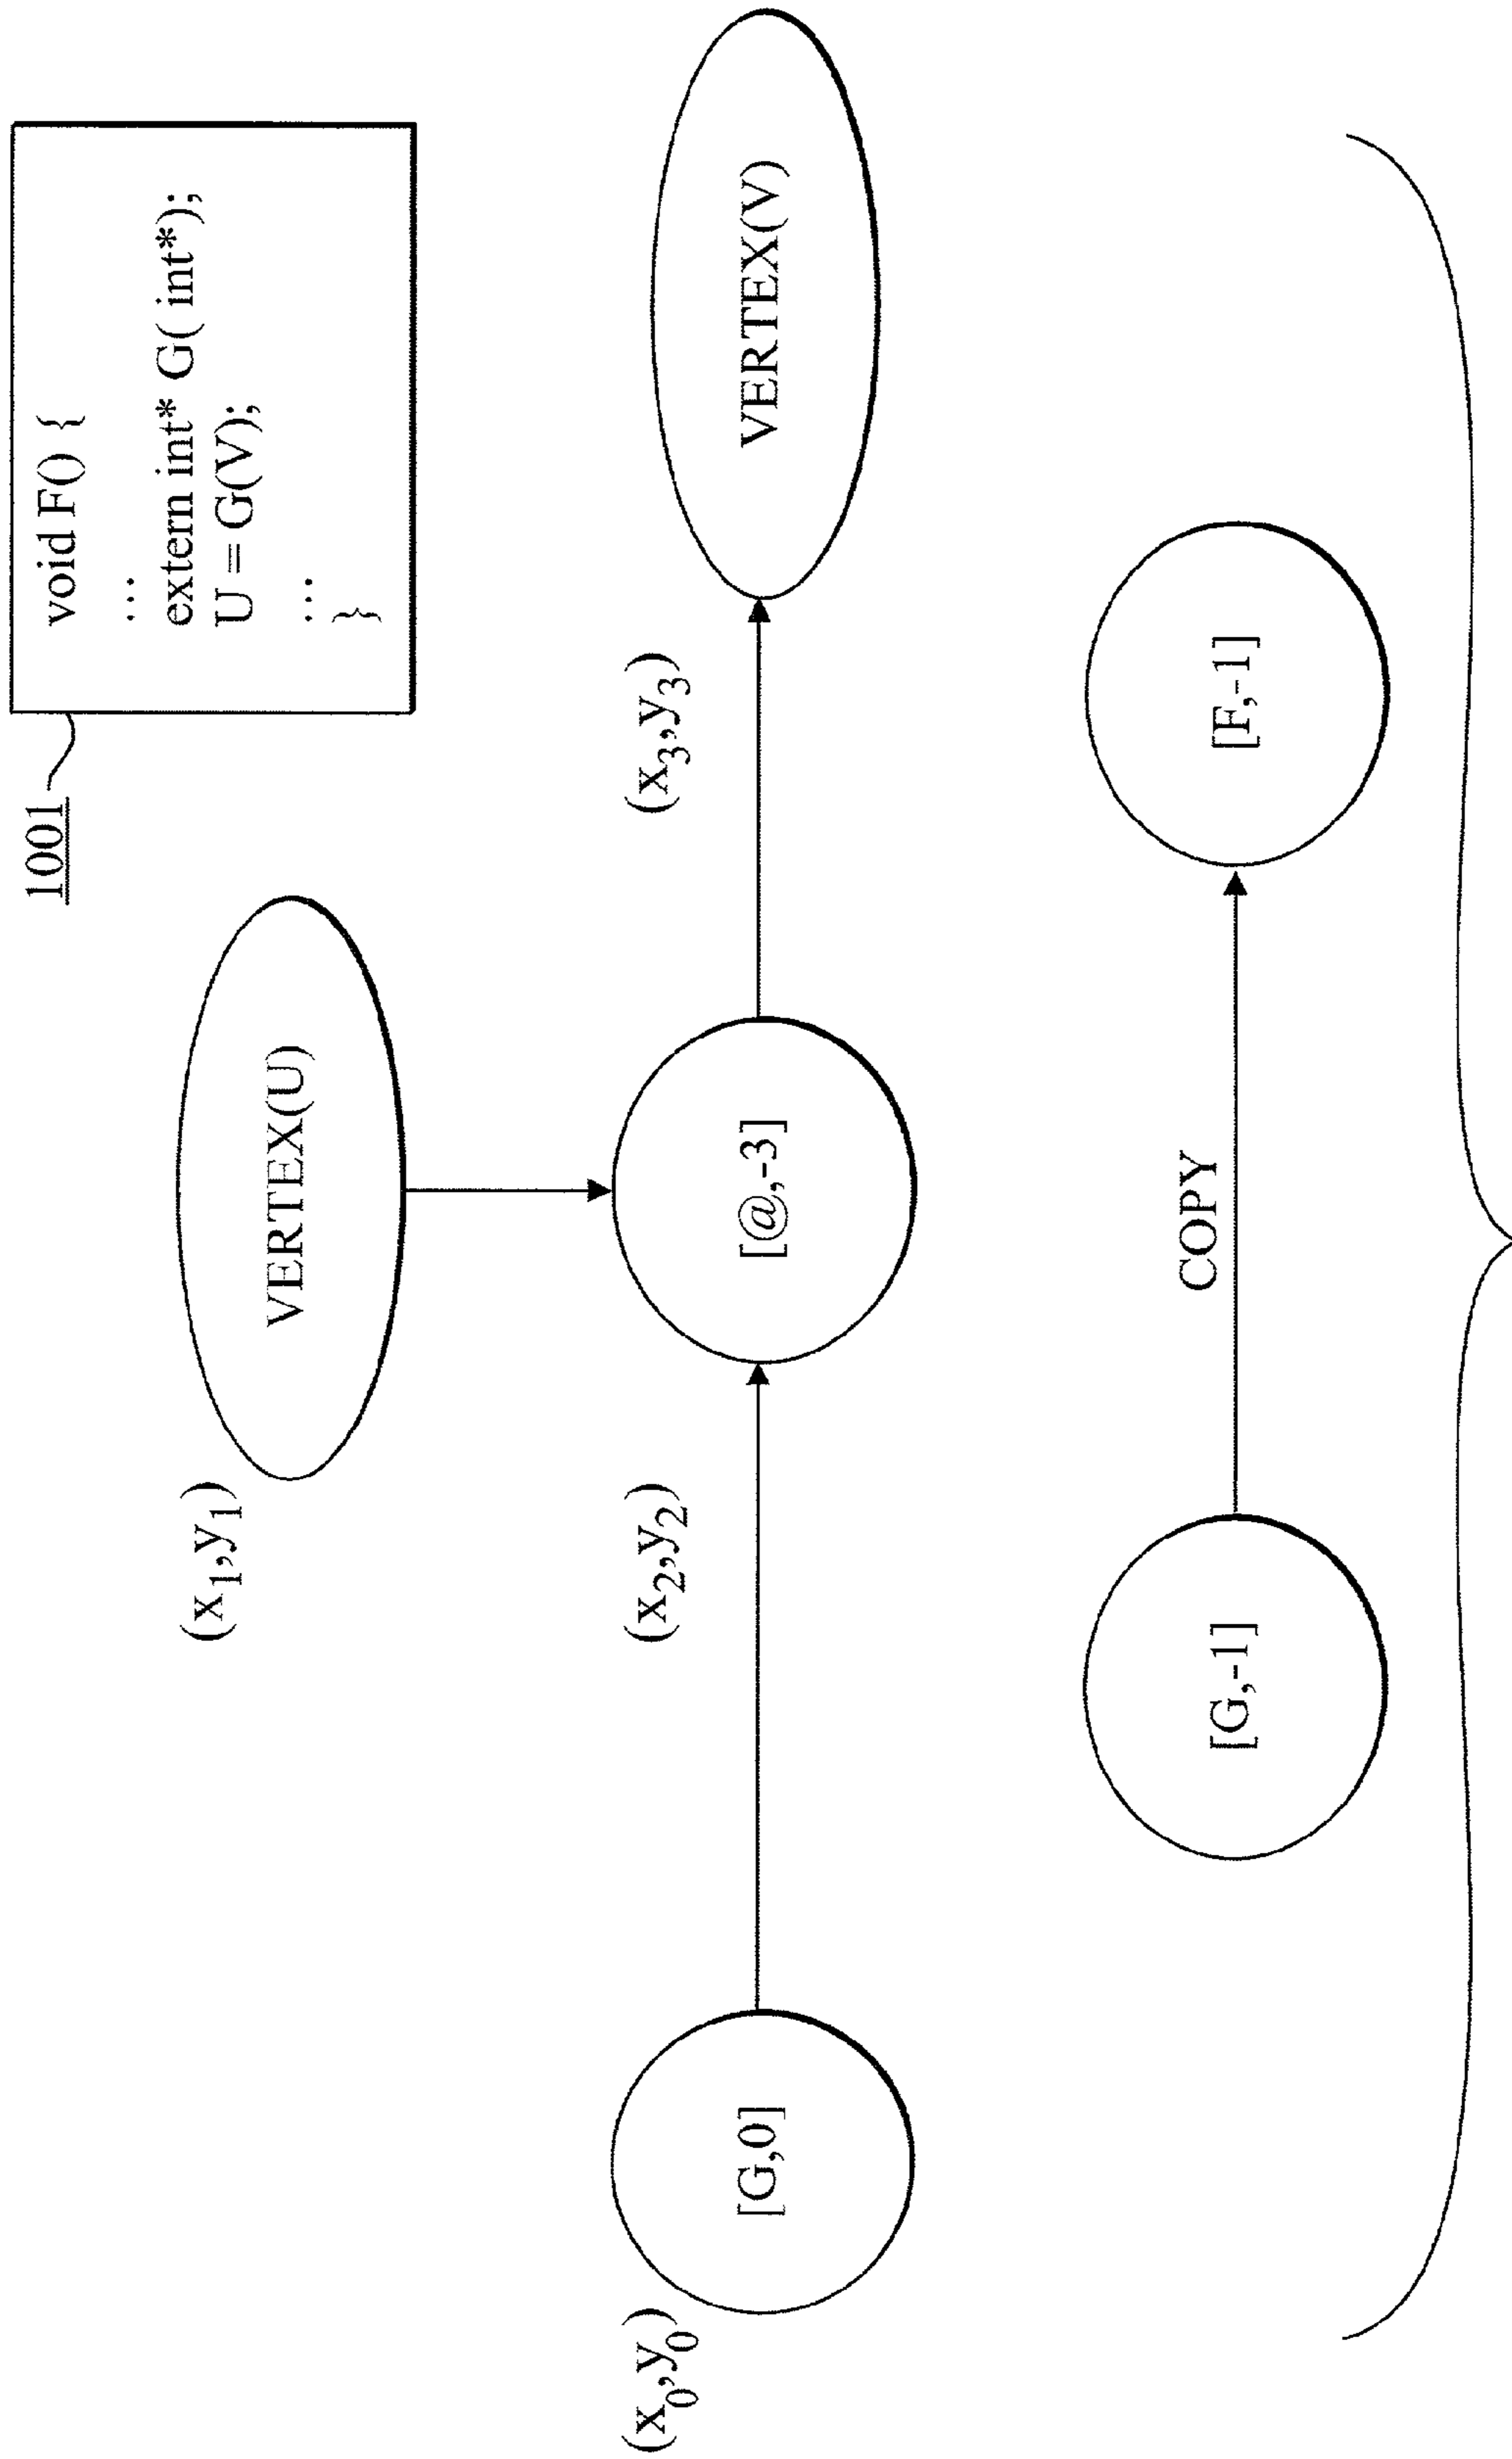 1001
void F() {
...
extern int* G( int*);
U = G(V);
...
}
(x1,y1)
VERTEX(U)
(x0,y0)
[G,0]
(x2,y2)
[@,-3]
(x3,y3)
VERTEX(V)
[G,-1]
COPY
[F,-1]